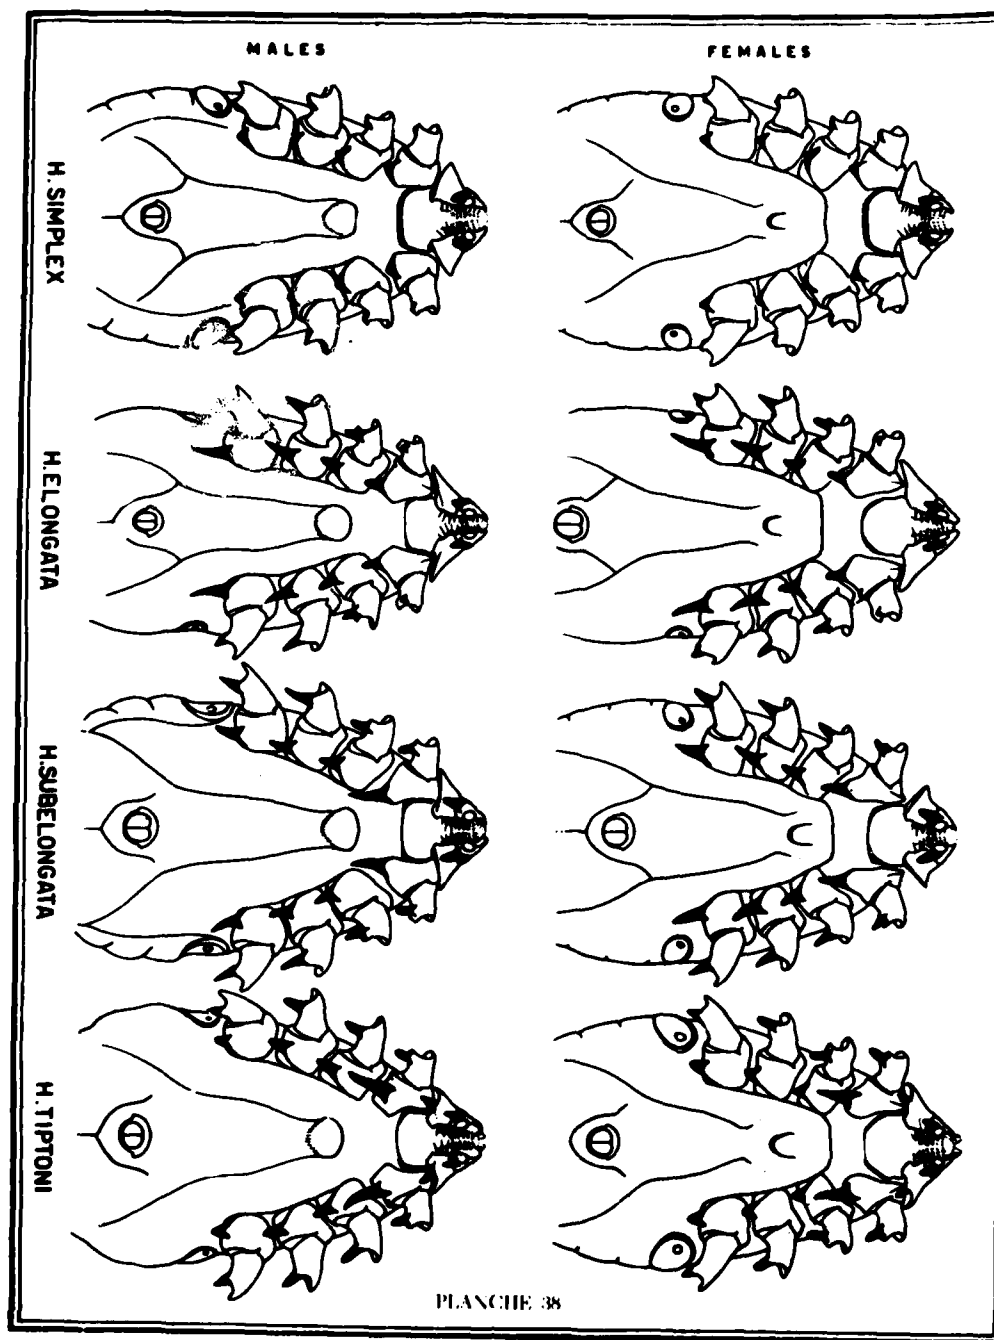 MALES
FEMALES
H.SIMPLEX
H.ELONGATA
H.SUBELONGATA
H.TIPTONI
PLANCHE 38